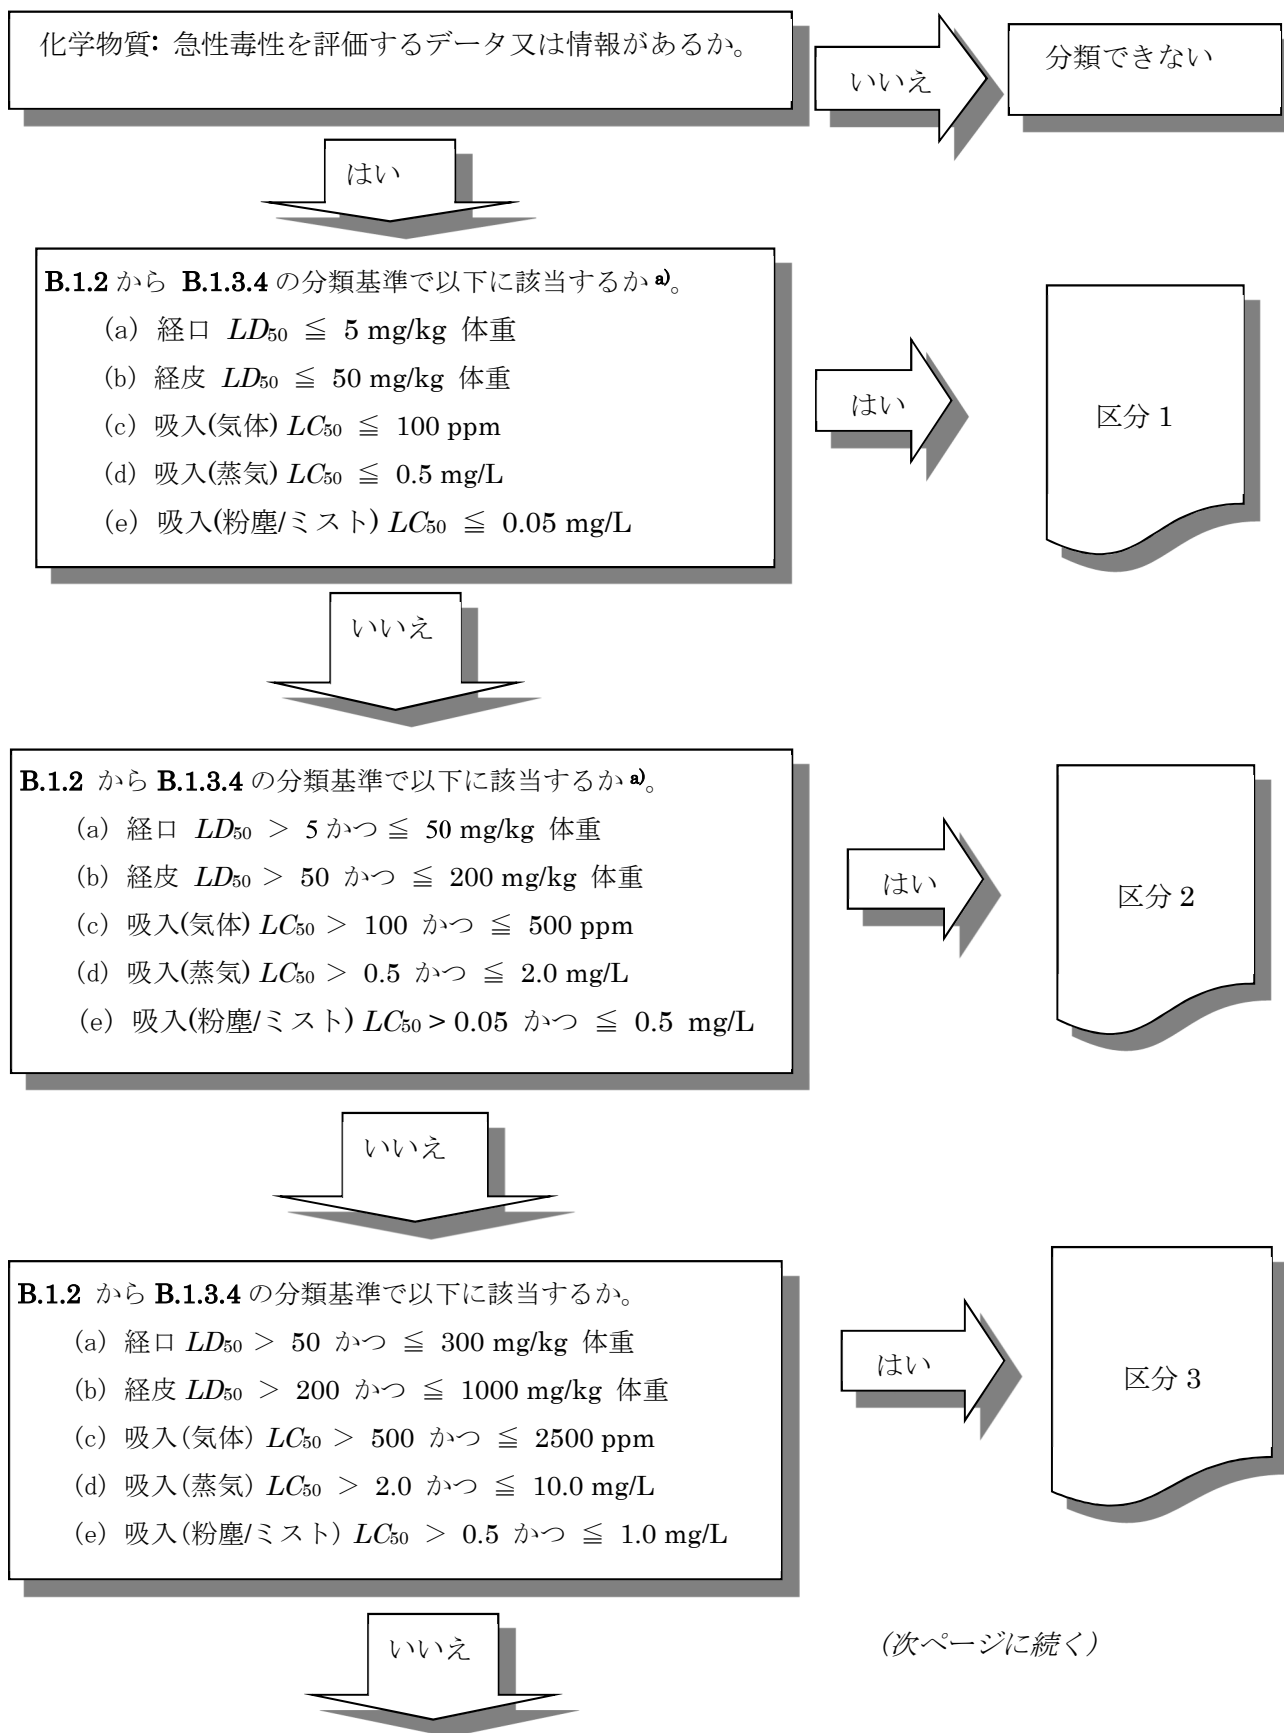 化学物質: 急性毒性を評価するデータ又は情報があるか。
いいえ
分類できない
はい
B.1.2 から B.1.3.4 の分類基準で以下に該当するか a)。
(a) 経口 LD50 ≦ 5 mg/kg 体重
(b) 経皮 LD50 ≦ 50 mg/kg 体重
(c) 吸入(気体) LC50 ≦ 100 ppm
(d) 吸入(蒸気) LC50 ≦ 0.5 mg/L
(e) 吸入(粉塵/ミスト) LC50 ≦ 0.05 mg/L
はい
区分 1
いいえ
B.1.2 から B.1.3.4 の分類基準で以下に該当するか a)。
(a) 経口 LD50 > 5 かつ ≦ 50 mg/kg 体重
(b) 経皮 LD50 > 50 かつ ≦ 200 mg/kg 体重
(c) 吸入(気体) LC50 > 100 かつ ≦ 500 ppm
(d) 吸入(蒸気) LC50 > 0.5 かつ ≦ 2.0 mg/L
(e) 吸入(粉塵/ミスト) LC50 > 0.05 かつ ≦ 0.5 mg/L
はい
区分 2
いいえ
B.1.2 から B.1.3.4 の分類基準で以下に該当するか。
(a) 経口 LD50 > 50 かつ ≦ 300 mg/kg 体重
(b) 経皮 LD50 > 200 かつ ≦ 1000 mg/kg 体重
(c) 吸入(気体) LC50 > 500 かつ ≦ 2500 ppm
(d) 吸入(蒸気) LC50 > 2.0 かつ ≦ 10.0 mg/L
(e) 吸入(粉塵/ミスト) LC50 > 0.5 かつ ≦ 1.0 mg/L
はい
区分 3
いいえ
(次ページに続く)